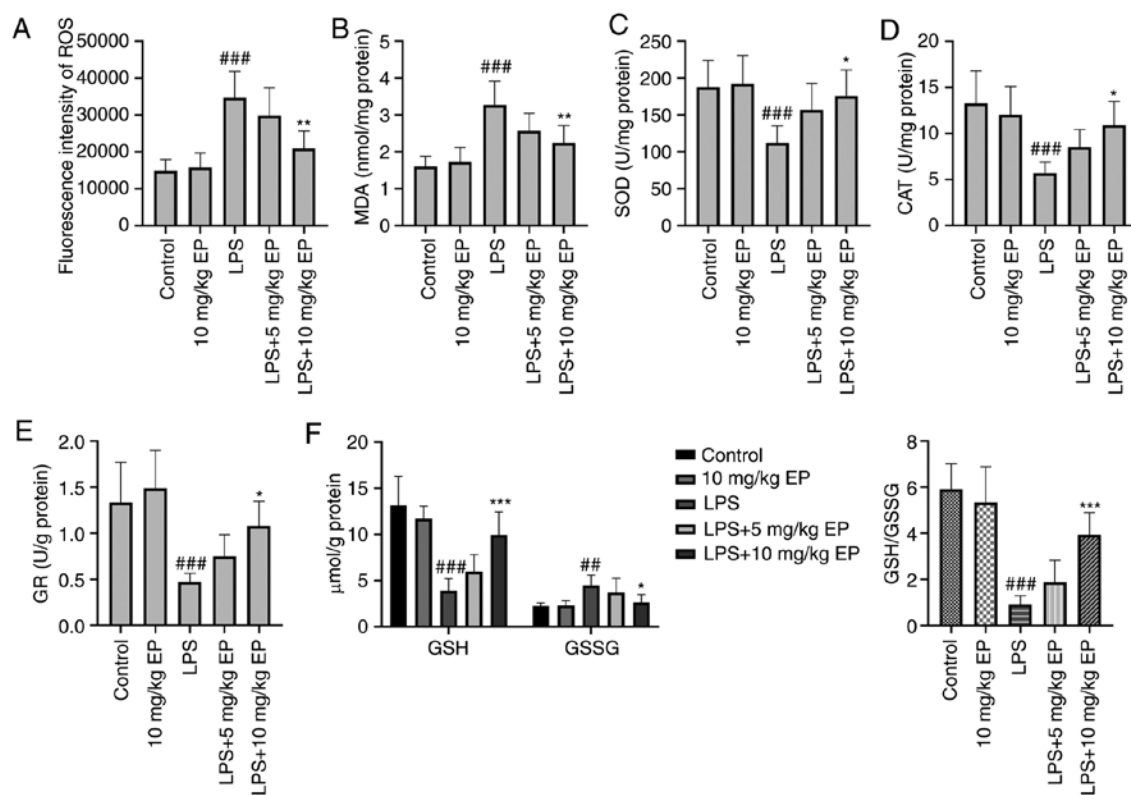 A
Fluorescence intensity of ROS
50000
40000
30000
20000
10000
0
###
**
Control
10 mg/kg EP
LPS
LPS+5 mg/kg EP
LPS+10 mg/kg EP
B
MDA (nmol/mg protein)
5
4
3
2
1
0
###
**
Control
10 mg/kg EP
LPS
LPS+5 mg/kg EP
LPS+10 mg/kg EP
C
SOD (U/mg protein)
250
200
150
100
50
0
###
*
Control
10 mg/kg EP
LPS
LPS+5 mg/kg EP
LPS+10 mg/kg EP
D
CAT (U/mg protein)
20
15
10
5
0
###
*
Control
10 mg/kg EP
LPS
LPS+5 mg/kg EP
LPS+10 mg/kg EP
E
GR (U/g protein)
2.0
1.5
1.0
0.5
0.0
###
*
Control
10 mg/kg EP
LPS
LPS+5 mg/kg EP
LPS+10 mg/kg EP
F
μmol/g protein
20
15
10
5
0
###
***
##
*
GSH
GSSG
Control
10 mg/kg EP
LPS
LPS+5 mg/kg EP
LPS+10 mg/kg EP
GSH/GSSG
8
6
4
2
0
###
***
Control
10 mg/kg EP
LPS
LPS+5 mg/kg EP
LPS+10 mg/kg EP